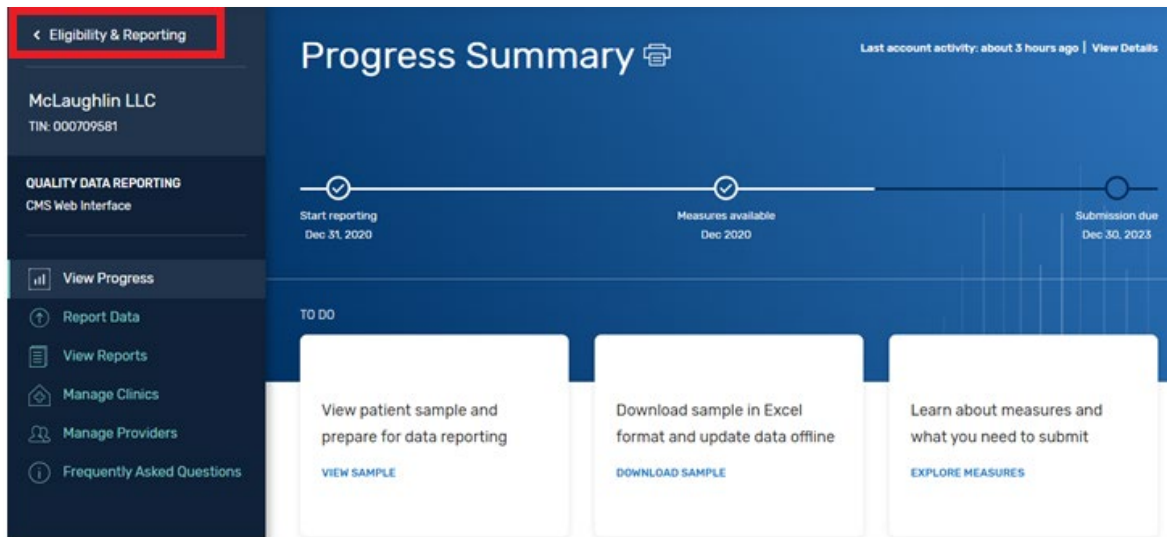 Eligibility & Reporting
McLaughlin LLC
TIN: 000709581
QUALITY DATA REPORTING
CMS Web Interface
View Progress
Report Data
View Reports
Manage Clinics
Manage Providers
Frequently Asked Questions
Progress Summary
Last account activity: about 3 hours ago | View Details
Start reporting
Dec 31, 2020
Measures available
Dec 2020
Submission due
Dec 30, 2023
TO DO
View patient sample and
prepare for data reporting
VIEW SAMPLE
Download sample in Excel
format and update data offline
DOWNLOAD SAMPLE
Learn about measures and
what you need to submit
EXPLORE MEASURES